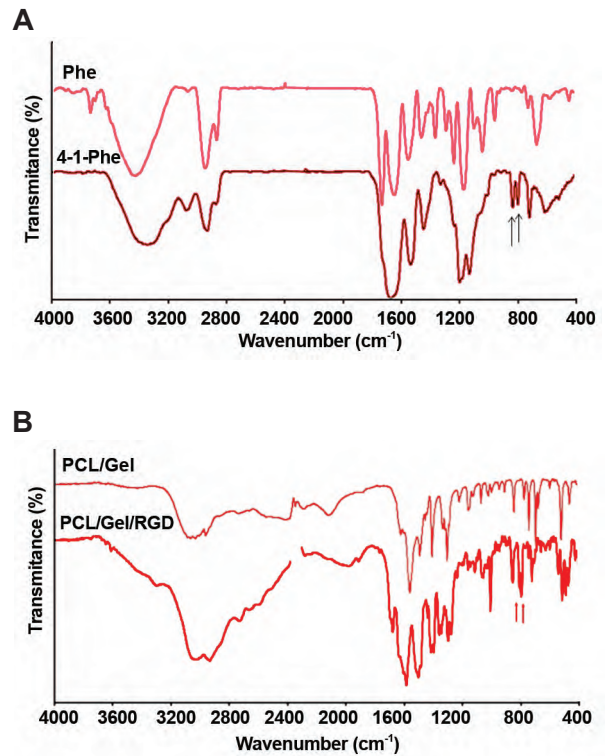 A
Phe
4-1-Phe
Transmitance (%)
4000 3600 3200 2800 2000 1600 1200 800 400
Wavenumber (cm-1)
B
PCL/Gel
PCL/Gel/RGD
Transmitance (%)
4000 3600 3200 2800 2400 2000 1600 1200 800 400
Wavenumber (cm-1)